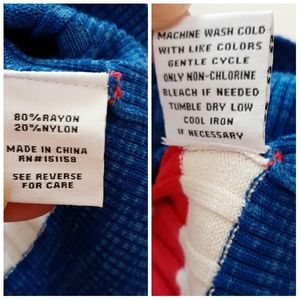 80%RAYON
20%NYLON
MADE IN CHINA
RN#151158
SEE REVERSE
FOR CARE
MACHINE WASH COLD
WITH LIKE COLORS
GENTLE CYCLE
ONLY NON-CHLORINE
BLEACH IF NEEDED
TUMBLE DRY LOW
COOL IRON
IF NECESSARY